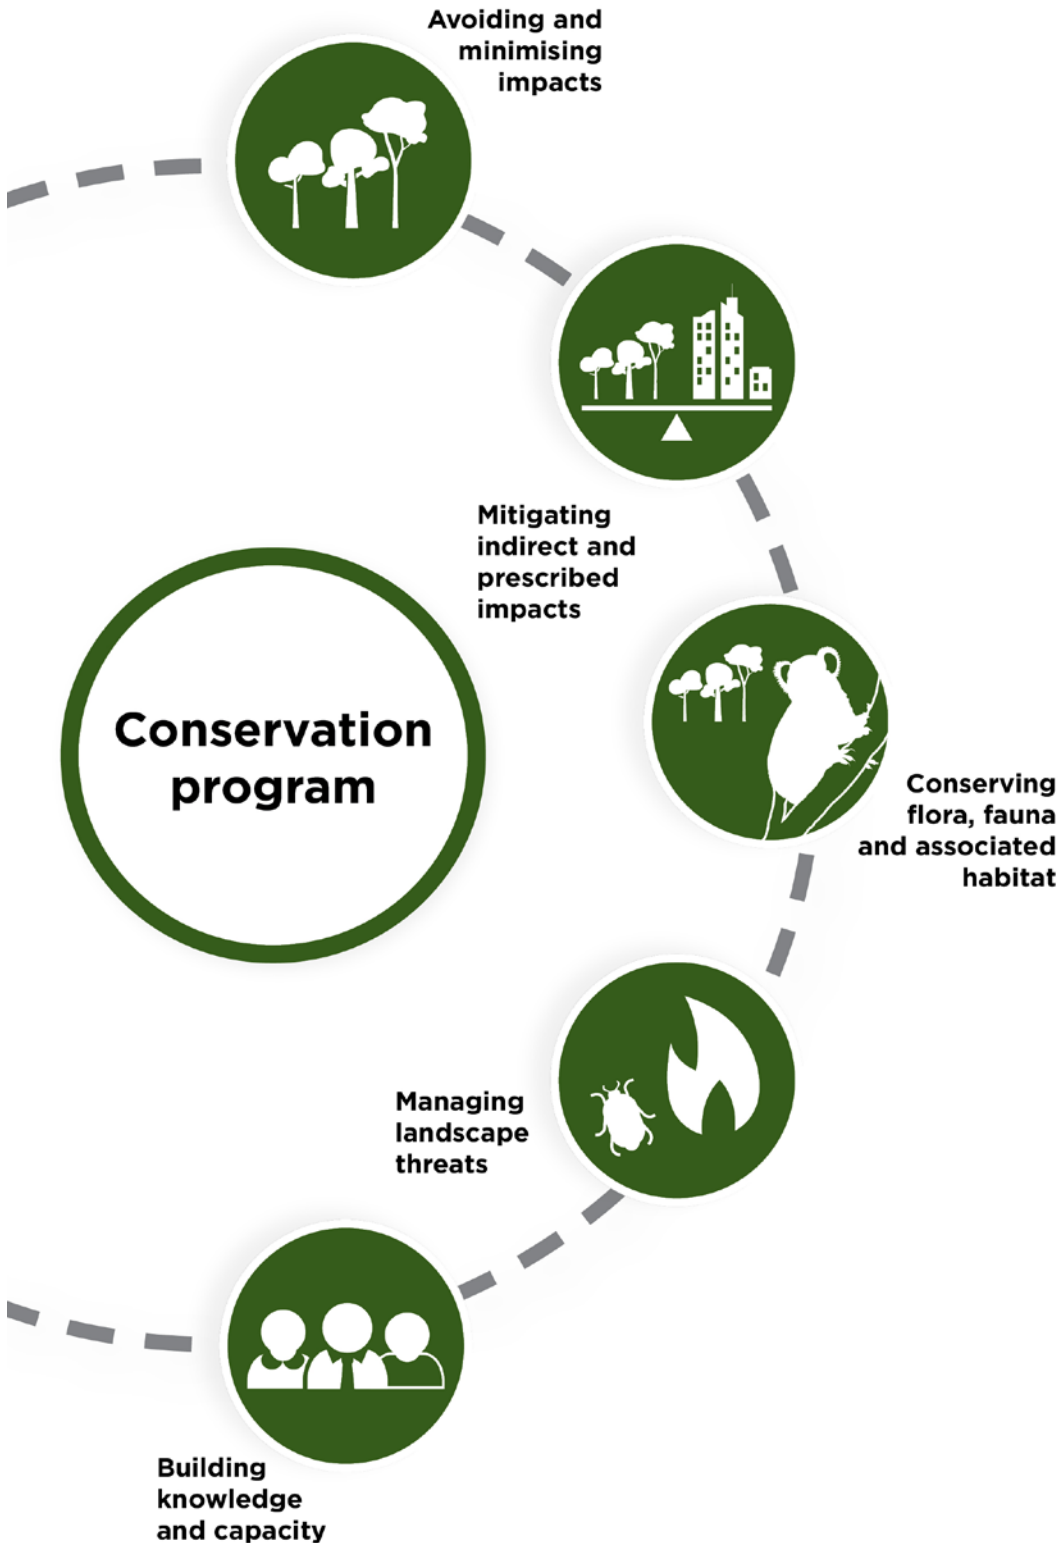 Avoiding and
minimising
impacts
Mitigating
indirect and
prescribed
impacts
Conservation
program
Conserving
flora, fauna
and associated
habitat
Managing
landscape
threats
Building
knowledge
and capacity